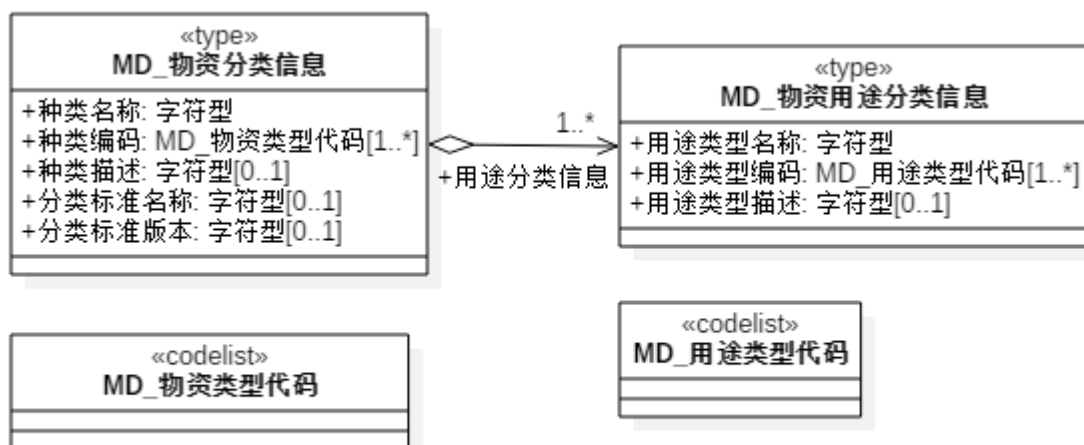 «type»
MD_物资分类信息
+种类名称: 字符型
+种类编码: MD_物资类型代码[1..*]
+种类描述: 字符型[0..1]
+分类标准名称: 字符型[0..1]
+分类标准版本: 字符型[0..1]
1..*
+用途分类信息
«type»
MD_物资用途分类信息
+用途类型名称: 字符型
+用途类型编码: MD_用途类型代码[1..*]
+用途类型描述: 字符型[0..1]
«codelist»
MD_物资类型代码
«codelist»
MD_用途类型代码